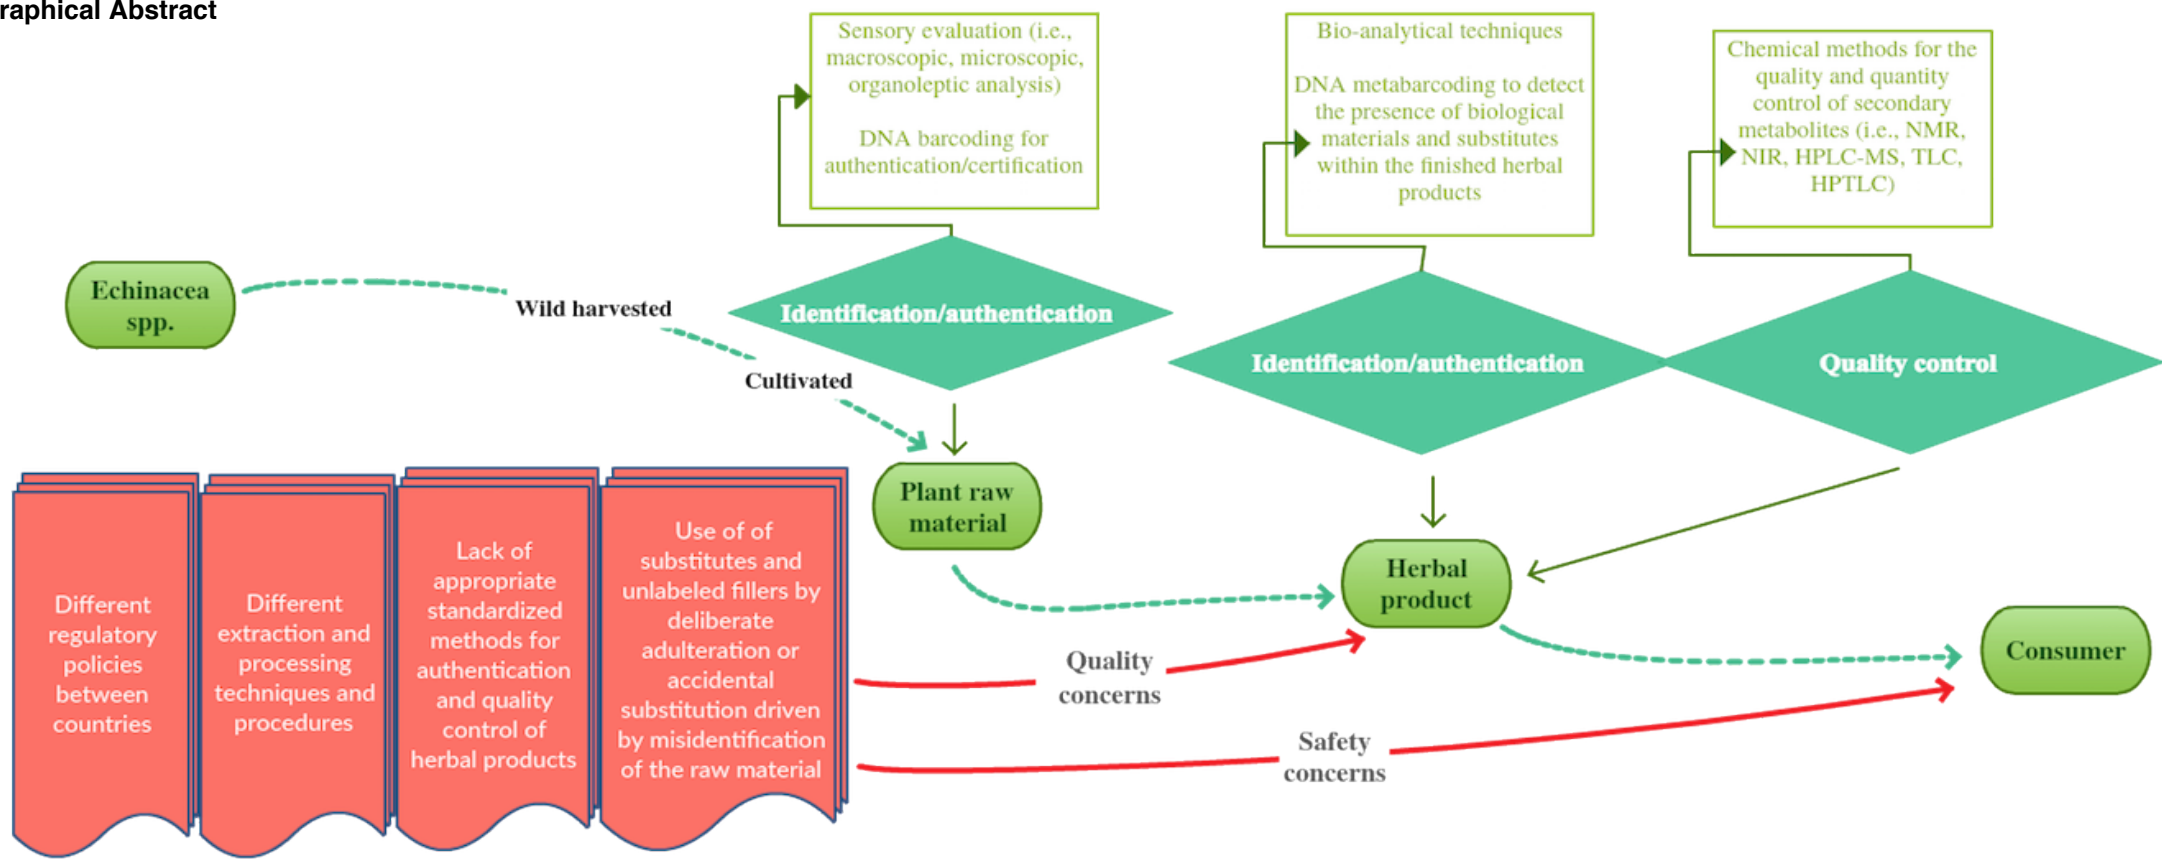 raphical Abstract
Sensory evaluation (i.e.,
macroscopic, microscopic,
organoleptic analysis)
DNA barcoding for
authentication/certification
Bio-analytical techniques
DNA metabarcoding to detect
the presence of biological
materials and substitutes
within the finished herbal
products
Chemical methods for the
quality and quantity
control of secondary
metabolites (i.e., NMR,
NIR, HPLC-MS, TLC,
HPTLC)
Echinacea
spp.
Wild harvested
Cultivated
Identification/authentication
Identification/authentication
Quality control
Plant raw
material
Herbal
product
Consumer
Different
regulatory
policies
between
countries
Different
extraction and
processing
techniques and
procedures
Lack of
appropriate
standardized
methods for
authentication
and quality
control of
herbal products
Use of of
substitutes and
unlabeled fillers by
deliberate
adulteration or
accidental
substitution driven
by misidentification
of the raw material
Quality
concerns
Safety
concerns